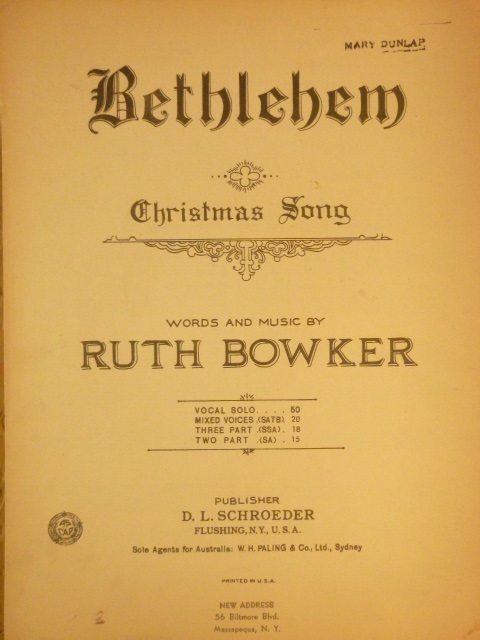 MARY DUNLAP
Bethlehem
Christmas Song
WORDS AND MUSIC BY
RUTH BOWKER
VOCAL SOLO. . . . 50
MIXED VOICES .(SATB) 20
THREE PART .(SSA) . 18
TWO PART .(SA) . 15
PUBLISHER
D. L. SCHROEDER
FLUSHING, N.Y., U.S.A.
Sole Agents for Australia: W. H. PALING & Co., Ltd., Sydney
PRINTED IN U.S.A.
NEW ADDRESS
56 Biltmore Blvd.
Massapequa, N. Y.
2